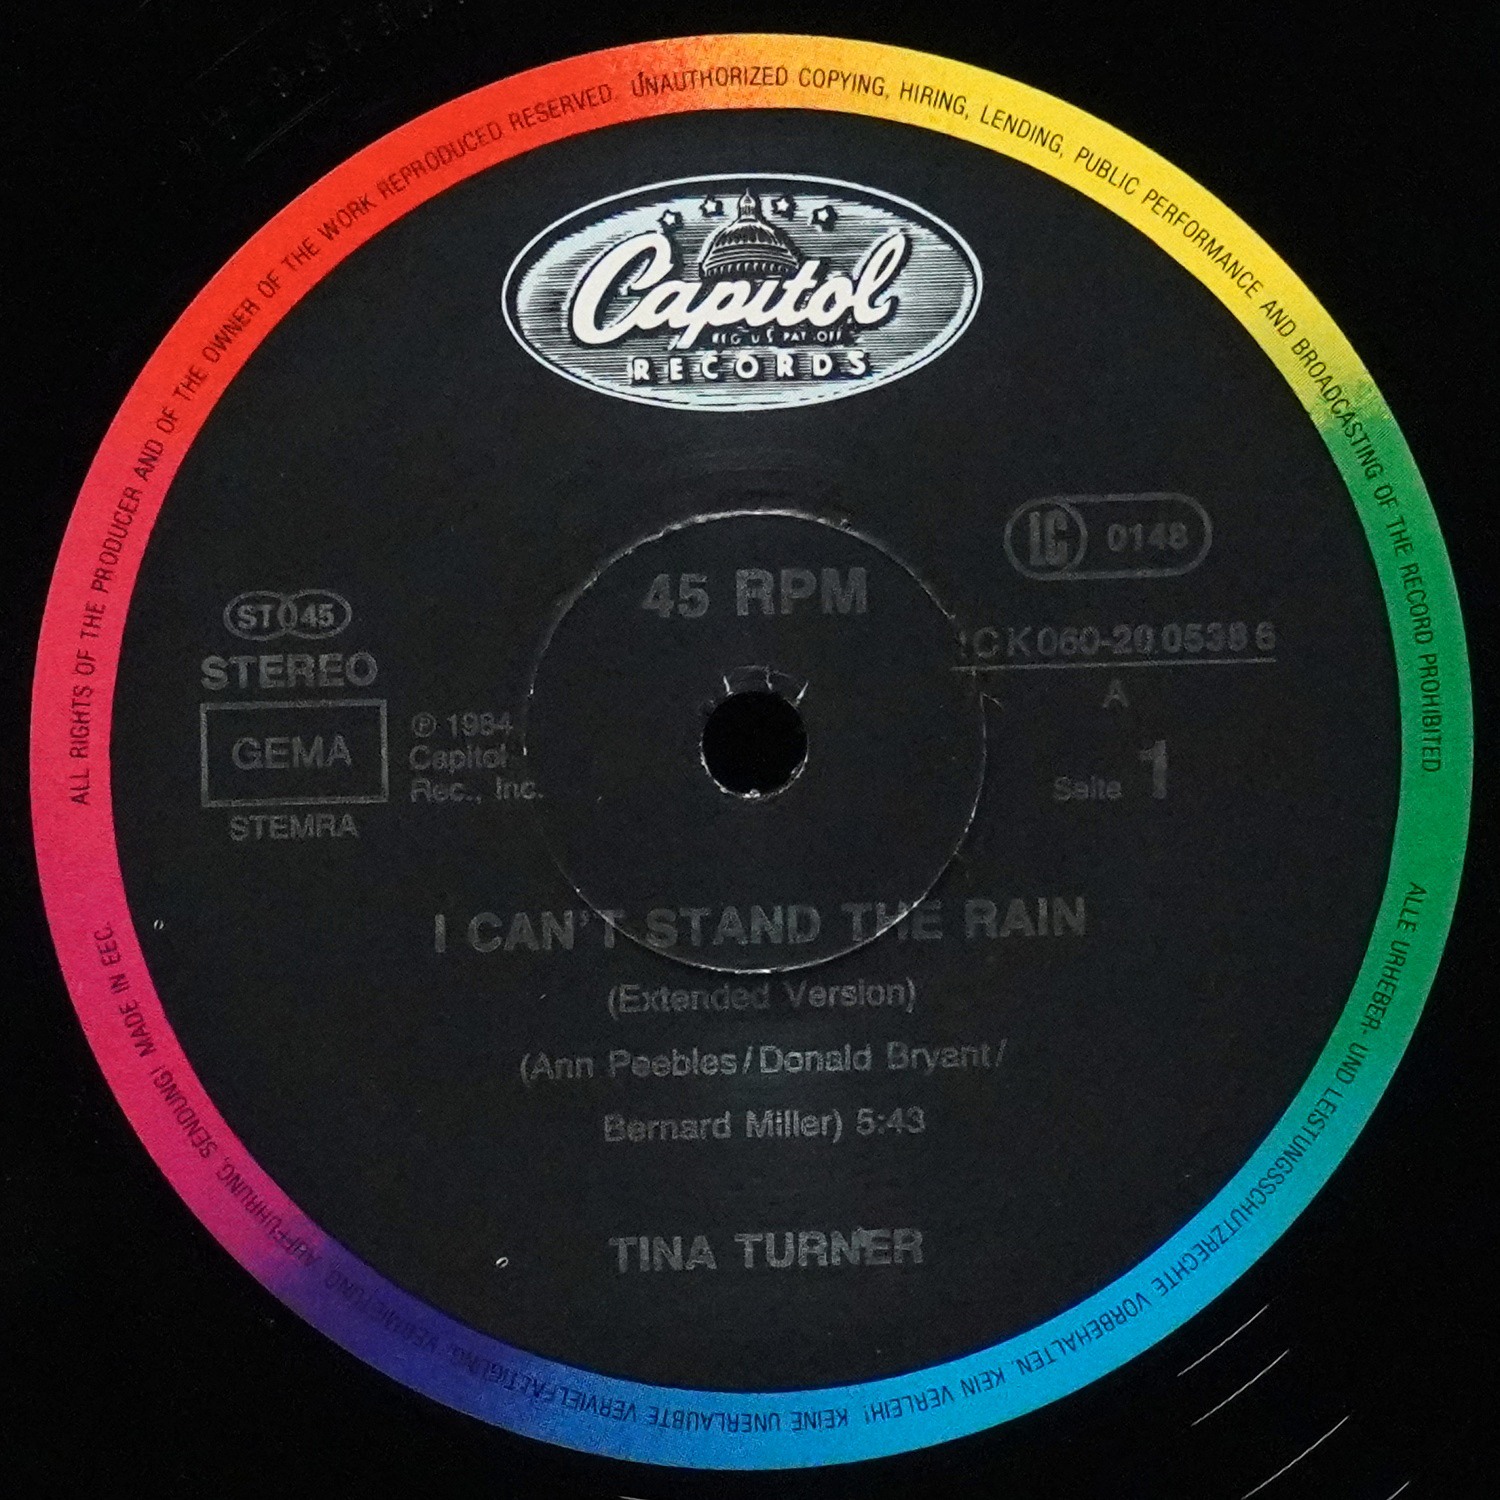 ALL RIGHTS OF THE PRODUCER AND OF THE OWNER OF THE WORK REPRODUCED RESERVED. UNAUTHORIZED COPYING, HIRING, LENDING, PUBLIC PERFORMANCE AND BROADCASTING OF THE RECORD PROHIBITED
Capitol
REG. U.S. PAT. OFF.
RECORDS
LC 0148
45 RPM
ST 45
STEREO
1C K 060-20 0538 6
A
GEMA
STEMRA
℗ 1984
Capitol
Rec., Inc.
Seite 1
I CAN'T STAND THE RAIN
(Extended Version)
(Ann Peebles/Donald Bryant/
Bernard Miller) 5:43
TINA TURNER
ALLE URHEBER- UND LEISTUNGSSCHUTZRECHTE VORBEHALTEN. KEIN VERLEIH! KEINE UNERLAUBTE VERVIELFÄLTIGUNG, VERMIETUNG, AUFFÜHRUNG, SENDUNG! MADE IN EEC.